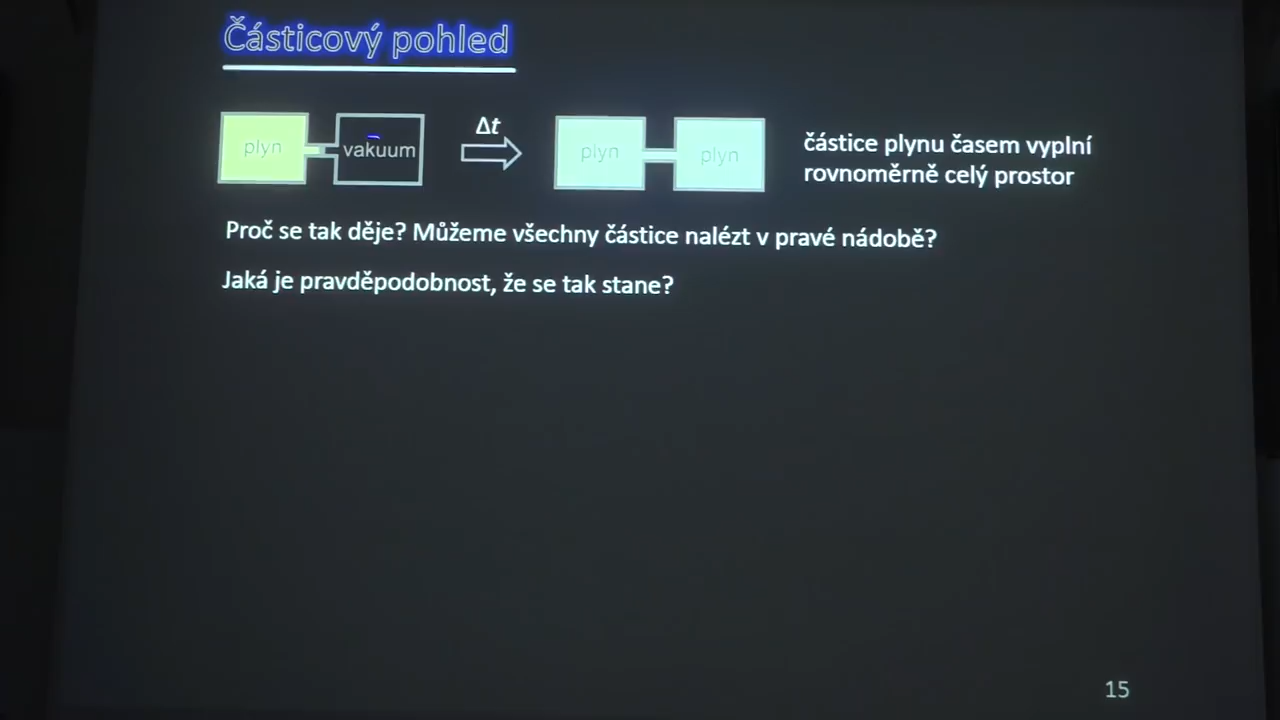 Částicový pohled
plyn
vakuum
Δt
plyn
plyn
částice plynu časem vyplní
rovnoměrně celý prostor
Proč se tak děje? Můžeme všechny částice nalézt v pravé nádobě?
Jaká je pravděpodobnost, že se tak stane?
15